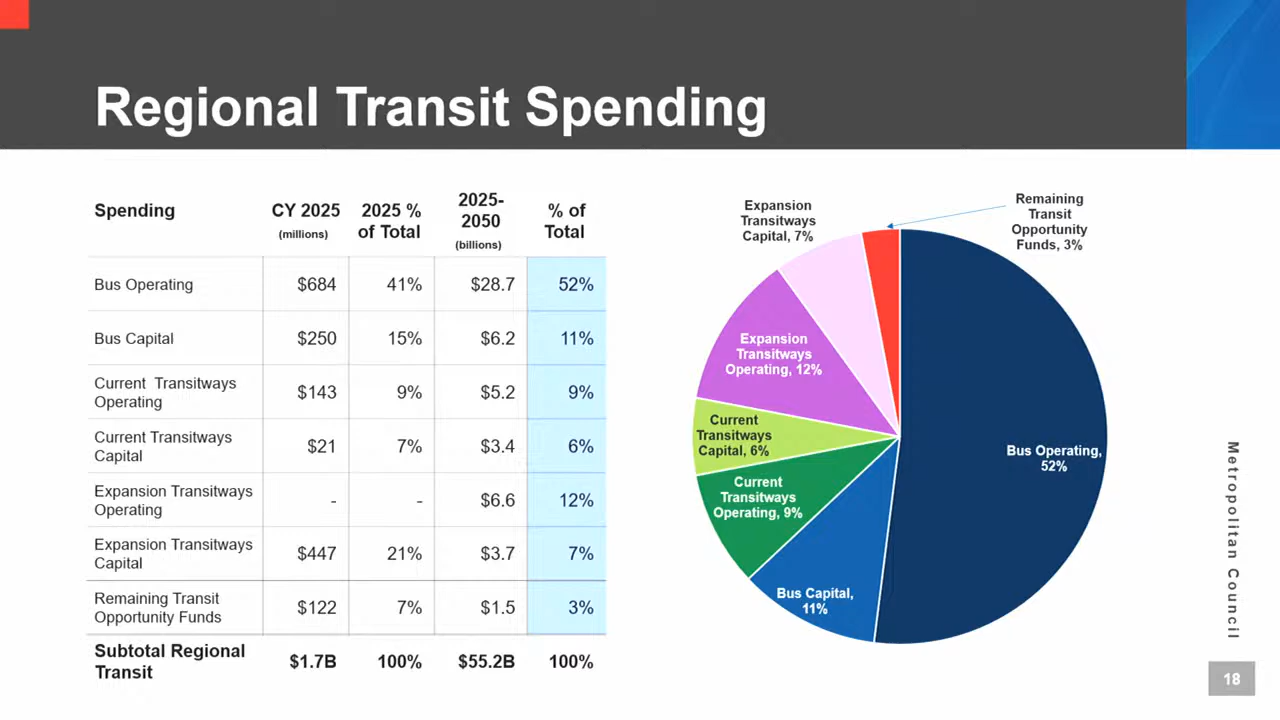 Regional Transit Spending
Spending
CY 2025
(millions)
2025 %
of Total
2025-
2050
(billions)
% of
Total
Bus Operating
$684
41%
$28.7
52%
Bus Capital
$250
15%
$6.2
11%
Current Transitways
Operating
$143
9%
$5.2
9%
Current Transitways
Capital
$21
7%
$3.4
6%
Expansion Transitways
Operating
-
-
$6.6
12%
Expansion Transitways
Capital
$447
21%
$3.7
7%
Remaining Transit
Opportunity Funds
$122
7%
$1.5
3%
Subtotal Regional
Transit
$1.7B
100%
$55.2B
100%
Expansion
Transitways
Capital, 7%
Remaining
Transit
Opportunity
Funds, 3%
Expansion
Transitways
Operating, 12%
Current
Transitways
Capital, 6%
Current
Transitways
Operating, 9%
Bus Capital,
11%
Bus Operating,
52%
Metropolitan Council
18